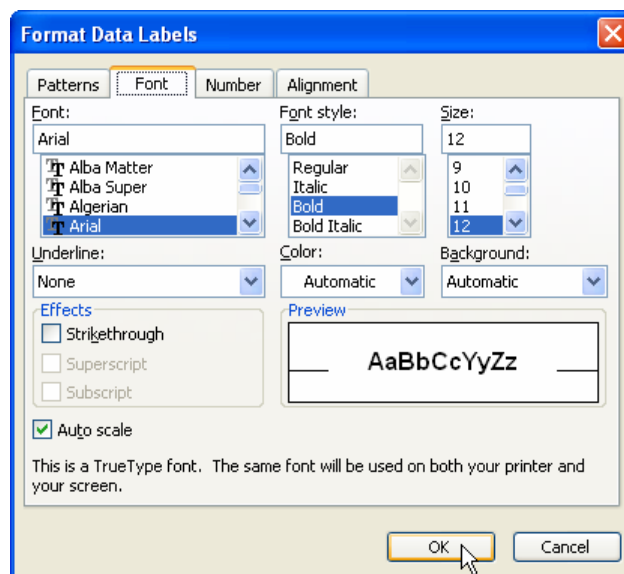 Format Data Labels
Patterns Font Number Alignment
Font: Font style: Size:
Arial Bold 12
Alba Matter Regular 9
Alba Super Italic 10
Algerian Bold 11
Arial Bold Italic 12
Underline: Color: Background:
None Automatic Automatic
Effects Preview
Strikethrough
Superscript AaBbCcYyZz
Subscript
Auto scale
This is a TrueType font. The same font will be used on both your printer and
your screen.
OK Cancel